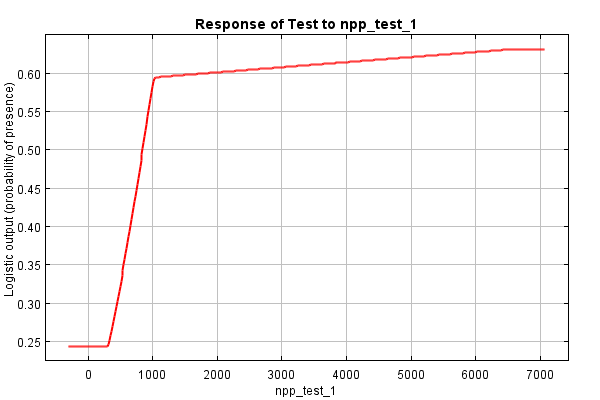 Response of Test to npp_test_1
Logistic output (probability of presence)
0.60
0.55
0.50
0.45
0.40
0.35
0.30
0.25
0 1000 2000 3000 4000 5000 6000 7000
npp_test_1